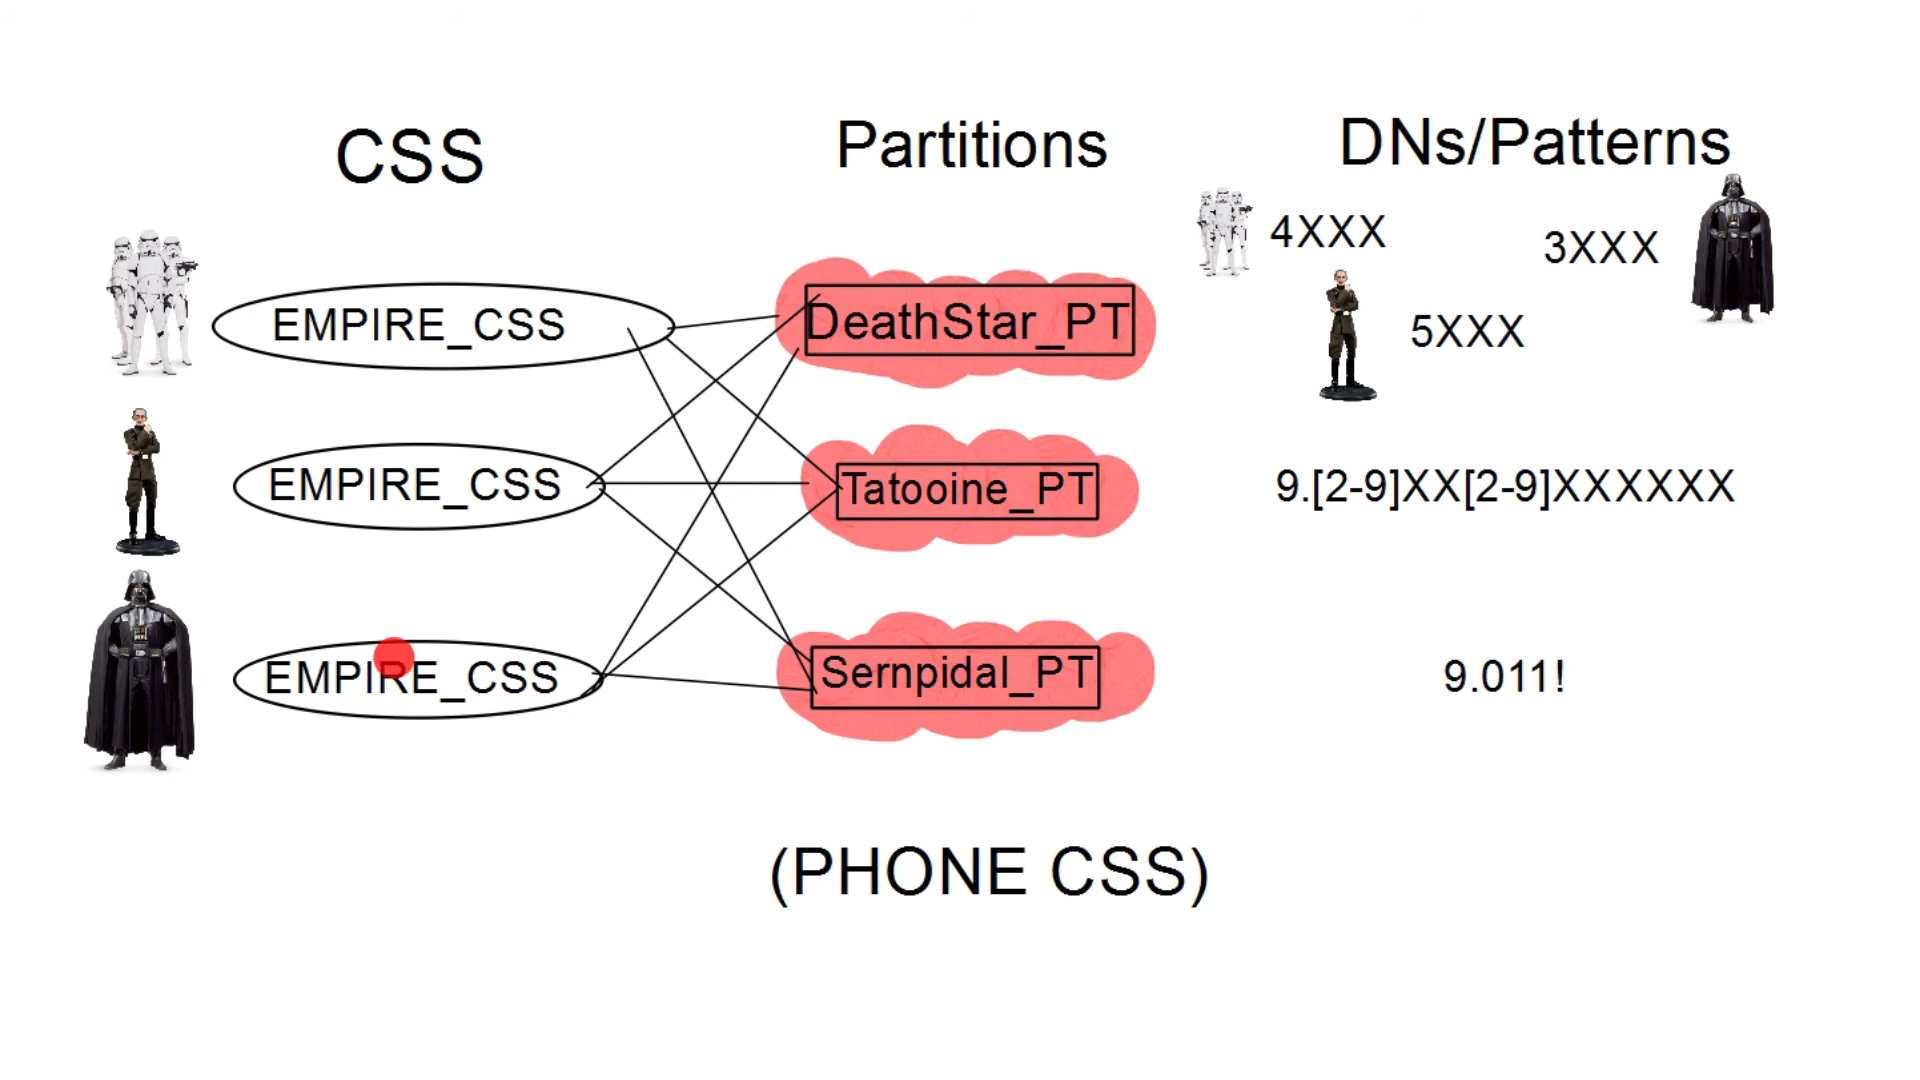 CSS
Partitions
DNs/Patterns
4XXX
3XXX
EMPIRE_CSS
DeathStar_PT
5XXX
EMPIRE_CSS
Tatooine_PT
9.[2-9]XX[2-9]XXXXXX
EMPIRE_CSS
Sernpidal_PT
9.011!
(PHONE CSS)